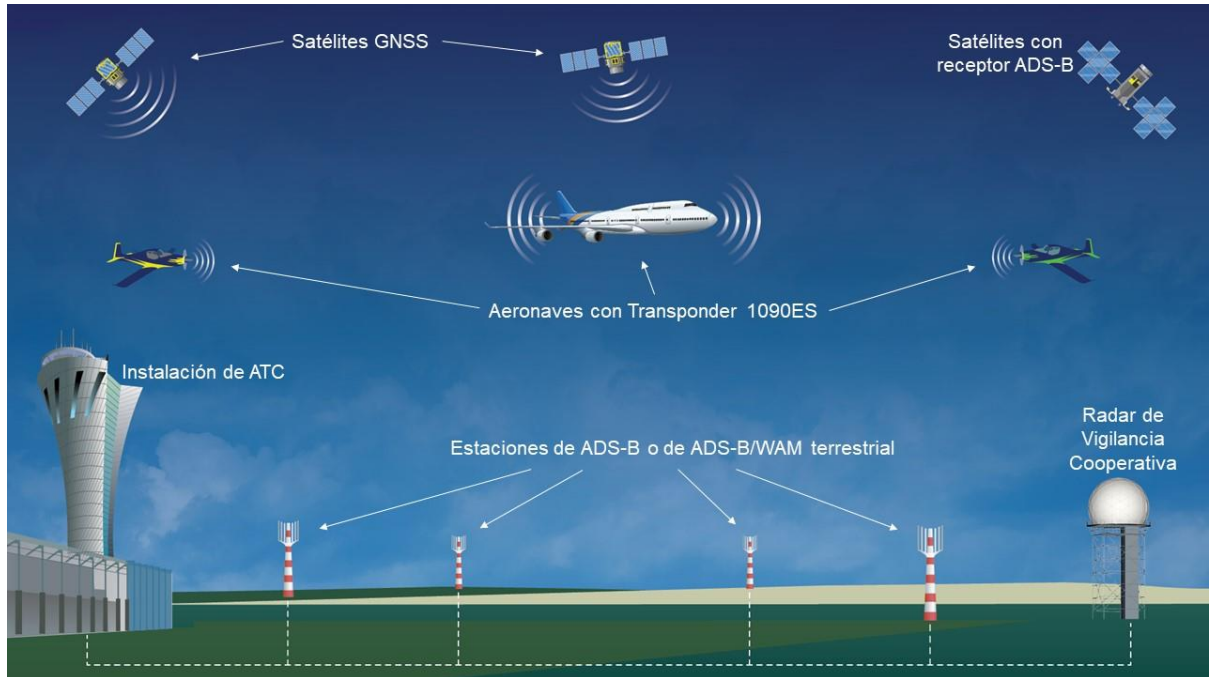 Satélites GNSS
Satélites con
receptor ADS-B
Aeronaves con Transponder 1090ES
Instalación de ATC
Estaciones de ADS-B o de ADS-B/WAM terrestrial
Radar de
Vigilancia
Cooperativa